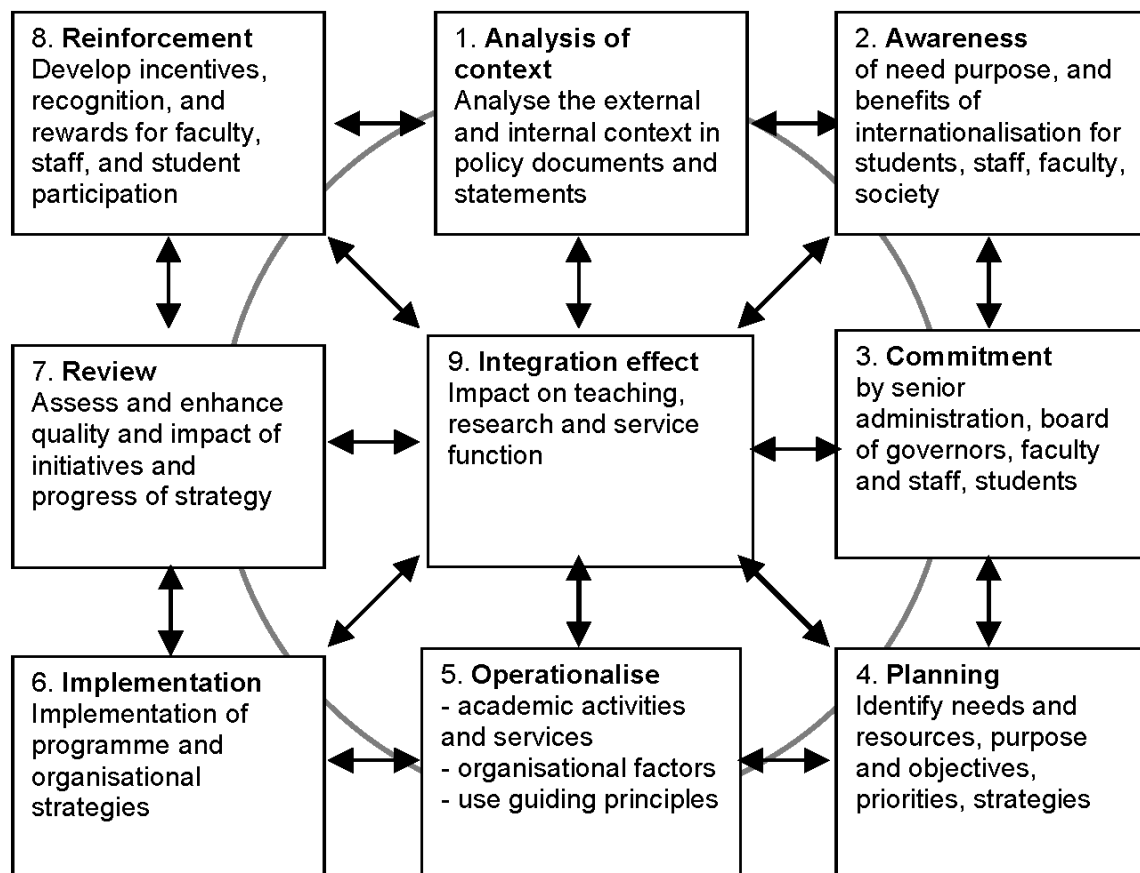 8. Reinforcement
Develop incentives,
recognition, and
rewards for faculty,
staff, and student
participation
1. Analysis of
context
Analyse the external
and internal context in
policy documents and
statements
2. Awareness
of need purpose, and
benefits of
internationalisation for
students, staff, faculty,
society
7. Review
Assess and enhance
quality and impact of
initiatives and
progress of strategy
9. Integration effect
Impact on teaching,
research and service
function
3. Commitment
by senior
administration, board
of governors, faculty
and staff, students
6. Implementation
Implementation of
programme and
organisational
strategies
5. Operationalise
- academic activities
and services
- organisational factors
- use guiding principles
4. Planning
Identify needs and
resources, purpose
and objectives,
priorities, strategies